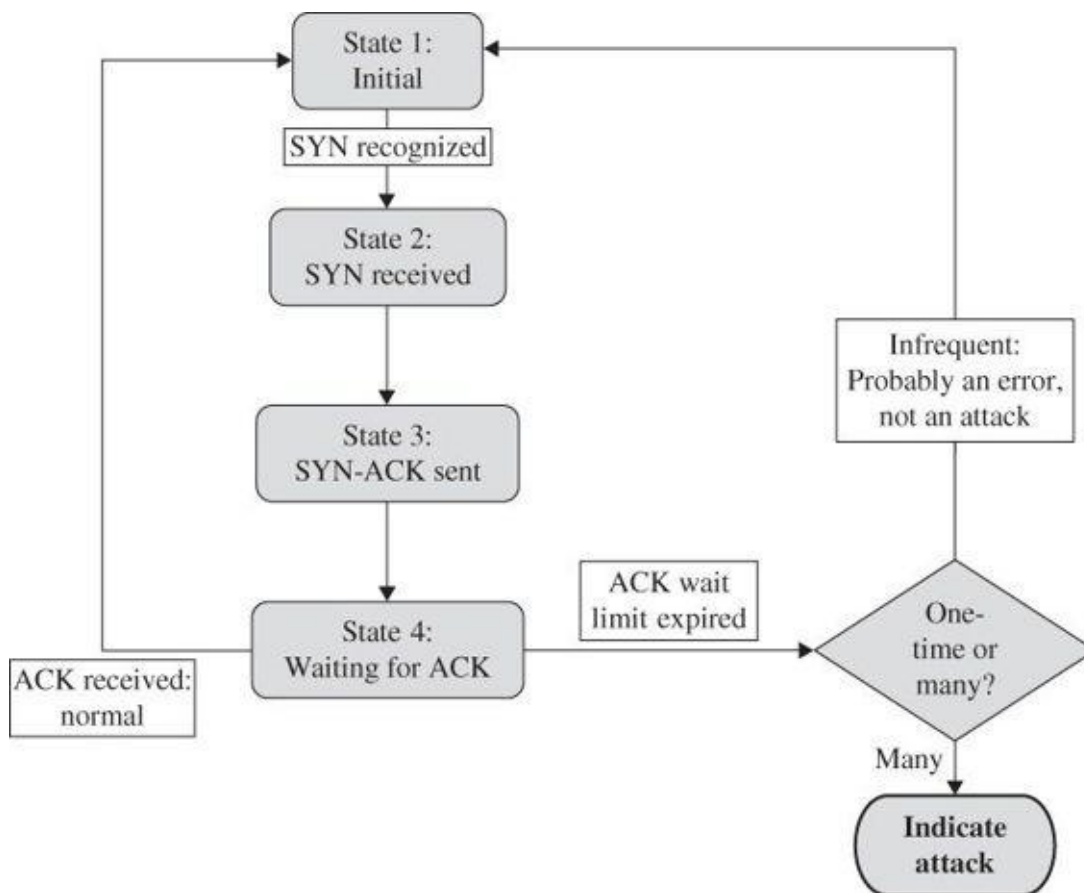 State 1:
Initial
SYN recognized
State 2:
SYN received
Infrequent:
Probably an error,
not an attack
State 3:
SYN-ACK sent
ACK wait
limit expired
State 4:
Waiting for ACK
One-
time or
many?
ACK received:
normal
Many
Indicate
attack